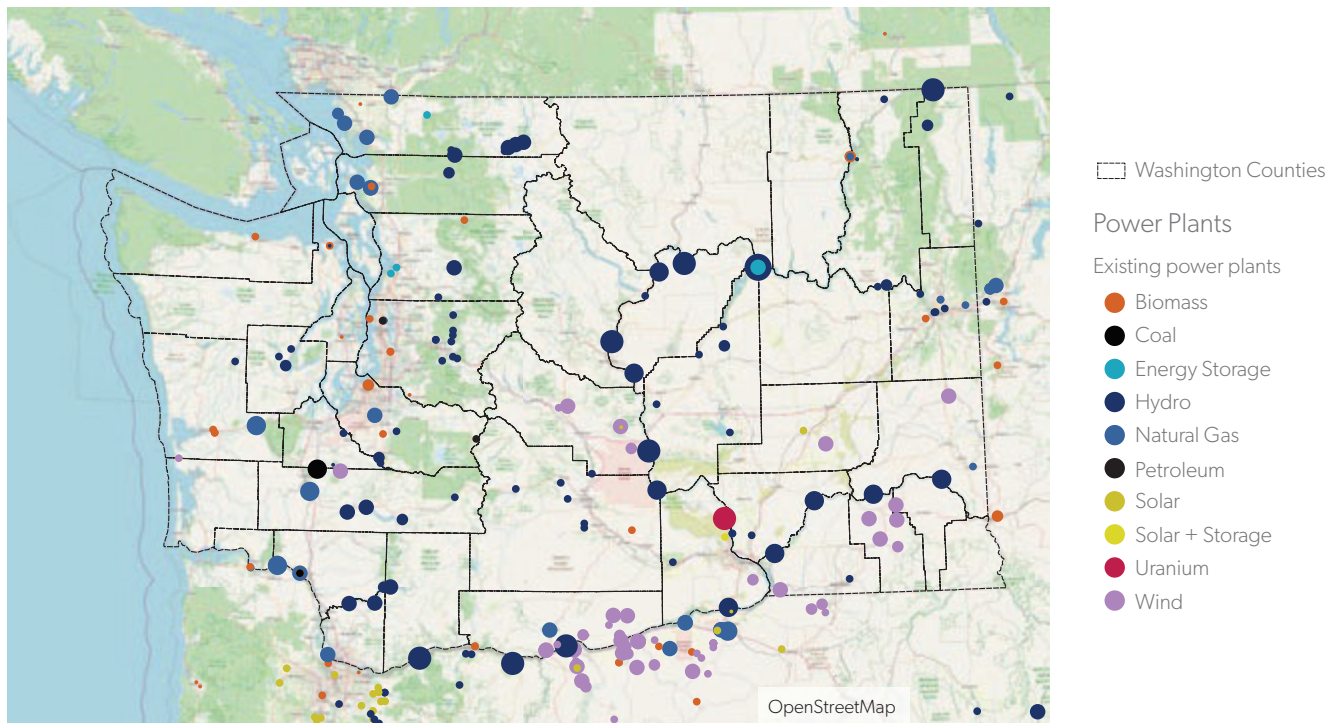 Washington Counties
Power Plants
Existing power plants
Biomass
Coal
Energy Storage
Hydro
Natural Gas
Petroleum
Solar
Solar + Storage
Uranium
Wind
OpenStreetMap